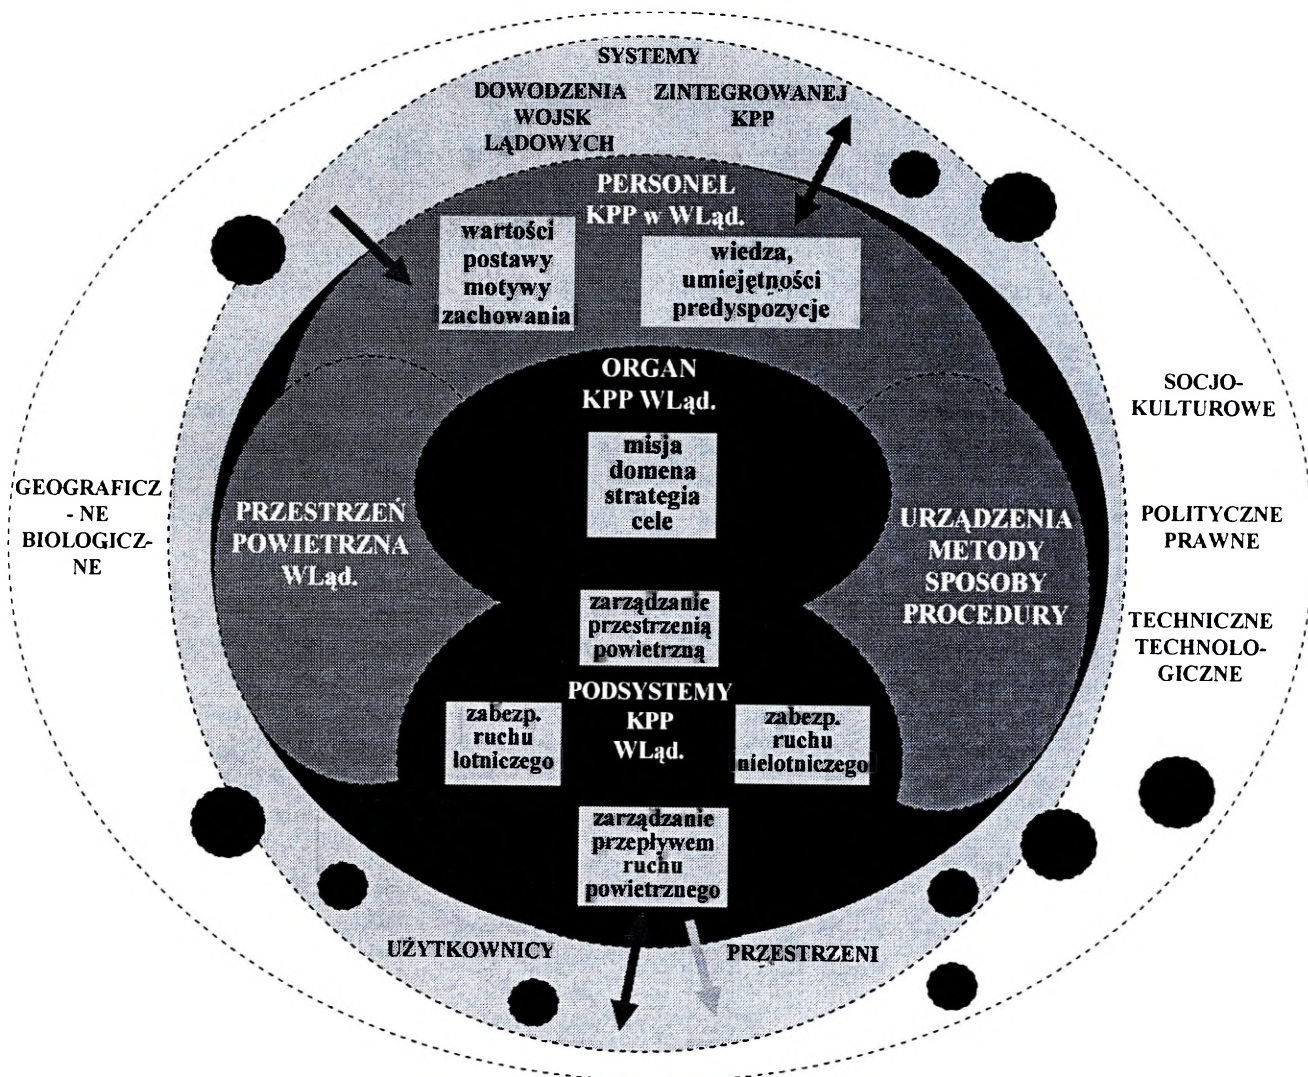 SYSTEMY
DOWODZENIA
WOJSK
LĄDOWYCH
ZINTEGROWANEJ
KPP
PERSONEL
KPP w WLąd.
wartości
postawy
motywy
zachowania
wiedza,
umiejętności
predyspozycje
ORGAN
KPP WLąd.
misja
domena
strategia
cele
GEOGRAFICZ
- NE
BIOLOGICZ-
NE
PRZESTRZEŃ
POWIETRZNA
WLąd.
URZĄDZENIA
METODY
SPOSOBY
PROCEDURY
SOCJO-
KULTUROWE
POLITYCZNE
PRAWNE
TECHNICZNE
TECHNOLO-
GICZNE
zarządzanie
przestrzenią
powietrzną
PODSYSTEMY
KPP
WLąd.
zabezp.
ruchu
lotniczego
zabezp.
ruchu
nielotniczego
zarządzanie
przepływem
ruchu
powietrznego
UŻYTKOWNICY
PRZESTRZENI